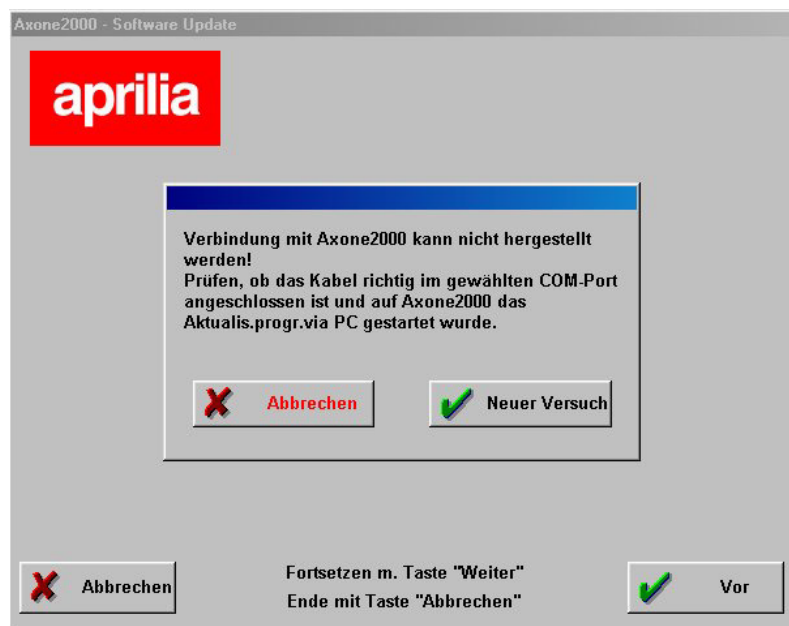 Axone2000 - Software Update
aprilia
Verbindung mit Axone2000 kann nicht hergestellt
werden!
Prüfen, ob das Kabel richtig im gewählten COM-Port
angeschlossen ist und auf Axone2000 das
Aktualis.progr.via PC gestartet wurde.
Abbrechen
Neuer Versuch
Abbrechen
Fortsetzen m. Taste "Weiter"
Ende mit Taste "Abbrechen"
Vor